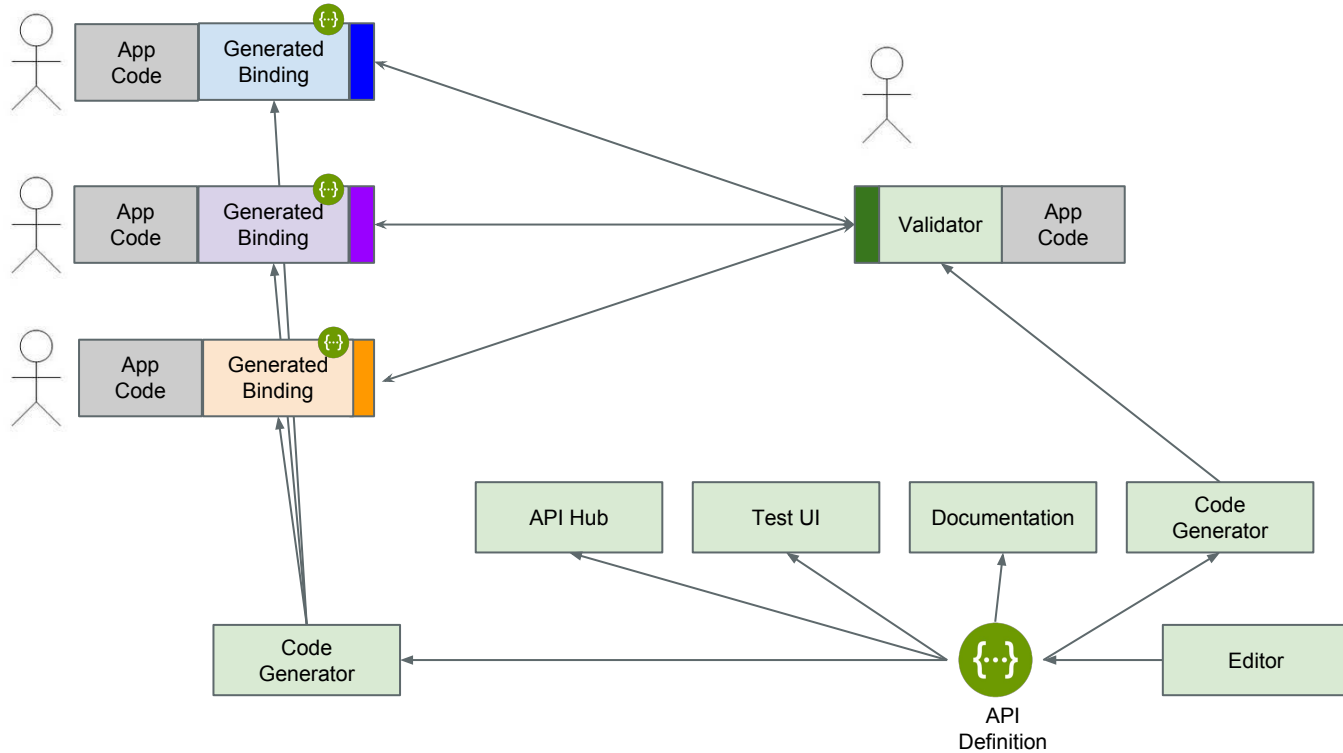 App
Code
Generated
Binding
{···}
App
Code
Generated
Binding
{···}
Validator
App
Code
App
Code
Generated
Binding
{···}
API Hub
Test UI
Documentation
Code
Generator
Code
Generator
{···}
Editor
API
Definition